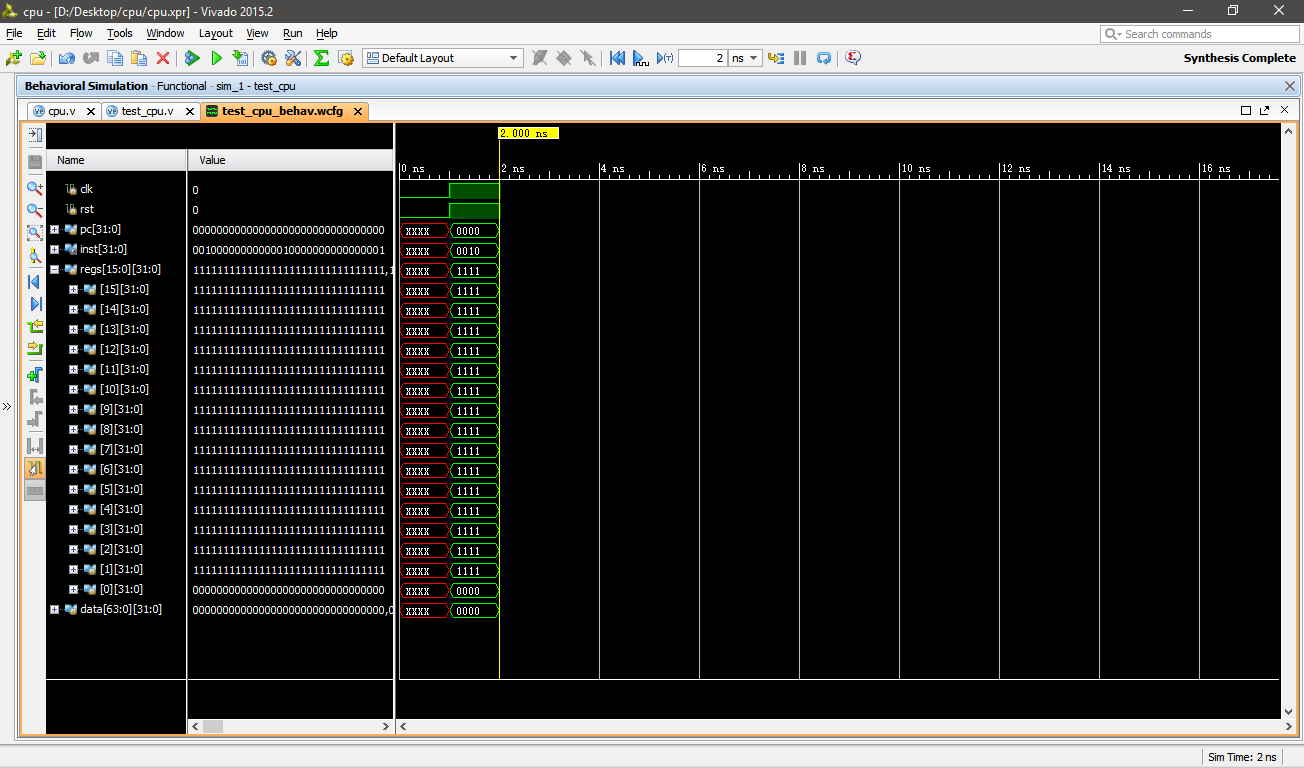 cpu - [D:/Desktop/cpu/cpu.xpr] - Vivado 2015.2
File Edit Flow Tools Window Layout View Run Help
Search commands
Default Layout 2 ns Synthesis Complete
Behavioral Simulation - Functional - sim_1 - test_cpu
cpu.v test_cpu.v test_cpu_behav.wcfg
2.000 ns
Name Value
0 ns 2 ns 4 ns 6 ns 8 ns 10 ns 12 ns 14 ns 16 ns
clk 0
rst 0
pc[31:0] 00000000000000000000000000000000 XXXX 0000
inst[31:0] 00100000000000010000000000000001 XXXX 0010
regs[15:0][31:0] 11111111111111111111111111111111,1 XXXX 1111
[15][31:0] 11111111111111111111111111111111 XXXX 1111
[14][31:0] 11111111111111111111111111111111 XXXX 1111
[13][31:0] 11111111111111111111111111111111 XXXX 1111
[12][31:0] 11111111111111111111111111111111 XXXX 1111
[11][31:0] 11111111111111111111111111111111 XXXX 1111
[10][31:0] 11111111111111111111111111111111 XXXX 1111
[9][31:0] 11111111111111111111111111111111 XXXX 1111
[8][31:0] 11111111111111111111111111111111 XXXX 1111
[7][31:0] 11111111111111111111111111111111 XXXX 1111
[6][31:0] 11111111111111111111111111111111 XXXX 1111
[5][31:0] 11111111111111111111111111111111 XXXX 1111
[4][31:0] 11111111111111111111111111111111 XXXX 1111
[3][31:0] 11111111111111111111111111111111 XXXX 1111
[2][31:0] 11111111111111111111111111111111 XXXX 1111
[1][31:0] 11111111111111111111111111111111 XXXX 1111
[0][31:0] 00000000000000000000000000000000 XXXX 0000
data[63:0][31:0] 00000000000000000000000000000000,0 XXXX 0000
Sim Time: 2 ns